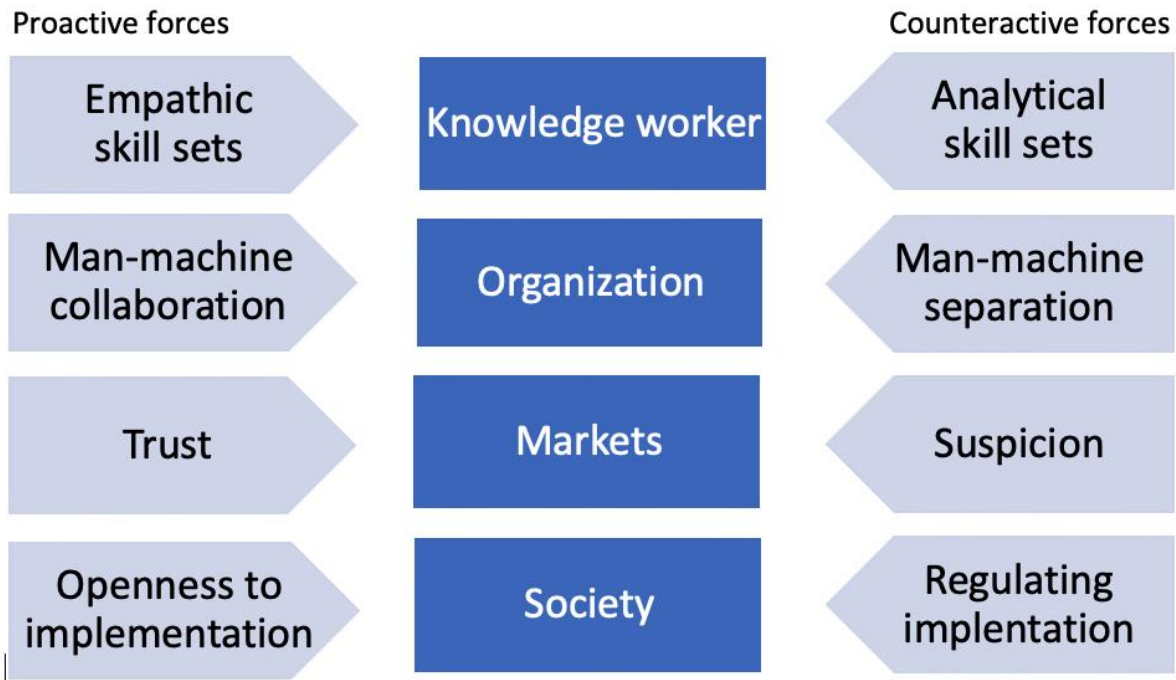 Proactive forces
Counteractive forces
Empathic
skill sets
Knowledge worker
Analytical
skill sets
Man-machine
collaboration
Organization
Man-machine
separation
Trust
Markets
Suspicion
Openness to
implementation
Society
Regulating
implentation